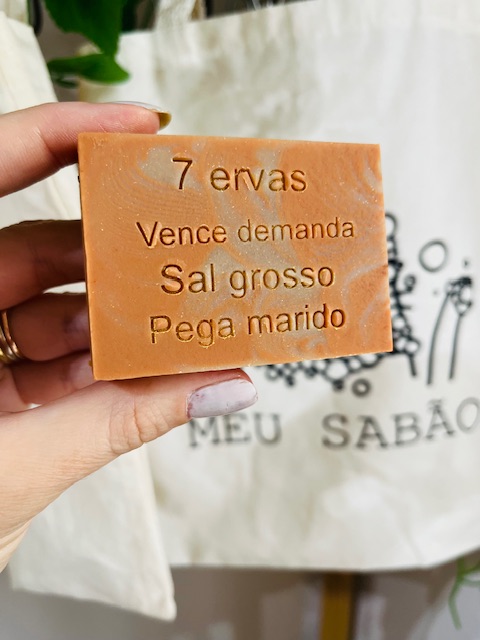 7 ervas
Vence demanda
Sal grosso
Pega marido
MEU SABÃO